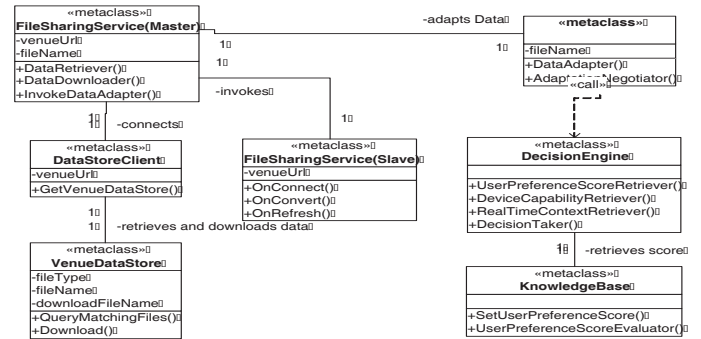 «metaclass»
FileSharingService(Master)
-venueUrl
-fileName
+DataRetriever()
+DataDownloader()
+InvokeDataAdapter()
-adapts Data
1
1
«metaclass»
-fileName
+DataAdapter()
+AdaptationNegotiator()
«call»
1
-invokes
1
1
1
-connects
«metaclass»
DataStoreClient
-venueUrl
+GetVenueDataStore()
«metaclass»
FileSharingService(Slave)
-venueUrl
+OnConnect()
+OnConvert()
+OnRefresh()
«metaclass»
DecisionEngine
+UserPreferenceScoreRetriever()
+DeviceCapabilityRetriever()
+RealTimeContextRetriever()
+DecisionTaker()
1
1
-retrieves and downloads data
1
1
-retrieves score
«metaclass»
VenueDataStore
-fileType
-fileName
-downloadFileName
+QueryMatchingFiles()
+Download()
«metaclass»
KnowledgeBase
+SetUserPreferenceScore()
+UserPreferenceScoreEvaluator()